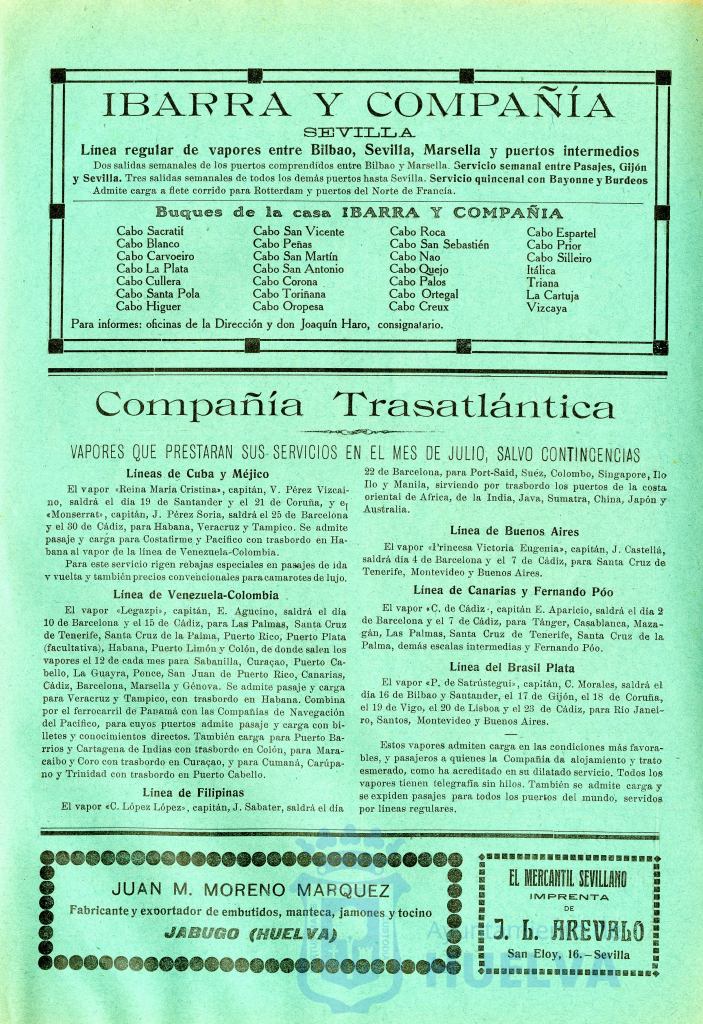 IBARRA Y COMPAÑÍA
SEVILLA
Línea regular de vapores entre Bilbao, Sevilla, Marsella y puertos intermedios
Dos salidas semanales de los puertos comprendidos entre Bilbao y Marsella. Servicio semanal entre Pasajes, Gijón
y Sevilla. Tres salidas semanales de todos los demás puertos hasta Sevilla. Servicio quincenal con Bayonne y Burdeos
Admite carga a flete corrido para Rotterdam y puertos del Norte de Francia.
Buques de la casa IBARRA Y COMPAÑIA
Cabo Sacratif
Cabo Blanco
Cabo Carvoeiro
Cabo La Plata
Cabo Cullera
Cabo Santa Pola
Cabo Higuer
Cabo San Vicente
Cabo Peñas
Cabo San Martín
Cabo San Antonio
Cabo Corona
Cabo Toriñana
Cabo Oropesa
Cabo Roca
Cabo San Sebastián
Cabo Nao
Cabo Quejo
Cabo Palos
Cabo Ortegal
Cabo Creux
Cabo Espartel
Cabo Prior
Cabo Silleiro
Itálica
Triana
La Cartuja
Vizcaya
Para informes: oficinas de la Dirección y don Joaquín Haro, consignatario.
Compañía Trasatlántica
VAPORES QUE PRESTARAN SUS SERVICIOS EN EL MES DE JULIO, SALVO CONTINGENCIAS
Líneas de Cuba y Méjico
El vapor «Reina María Cristina», capitán, V. Pérez Vizcai-
no, saldrá el día 19 de Santander y el 21 de Coruña, y el
«Monserrat», capitán, J. Pérez Soria, saldrá el 25 de Barcelona
y el 30 de Cádiz, para Habana, Veracruz y Tampico. Se admite
pasaje y carga para Costafirme y Pacífico con trasbordo en Ha-
bana al vapor de la línea de Venezuela-Colombia.
Para este servicio rigen rebajas especiales en pasajes de ida
y vuelta y también precios convencionales para camarotes de lujo.
Línea de Venezuela-Colombia
El vapor «Legazpi», capitán, E. Agucino, saldrá el día
10 de Barcelona y el 15 de Cádiz, para Las Palmas, Santa Cruz
de Tenerife, Santa Cruz de la Palma, Puerto Rico, Puerto Plata
(facultativa), Habana, Puerto Limón y Colón, de donde salen los
vapores el 12 de cada mes para Sabanilla, Curaçao, Puerto Ca-
bello, La Guayra, Ponce, San Juan de Puerto Rico, Canarias,
Cádiz, Barcelona, Marsella y Génova. Se admite pasaje y carga
para Veracruz y Tampico, con trasbordo en Habana. Combina
por el ferrocarril de Panamá con las Compañías de Navegación
del Pacífico, para cuyos puertos admite pasaje y carga con bi-
lletes y conocimientos directos. También carga para Puerto Ba-
rrios y Cartagena de Indias con trasbordo en Colón, para Mara-
caibo y Coro con trasbordo en Curaçao, y para Cumaná, Carúpa-
no y Trinidad con trasbordo en Puerto Cabello.
Línea de Filipinas
El vapor «C. López López», capitán, J. Sabater, saldrá el día
22 de Barcelona, para Port-Said, Suéz, Colombo, Singapore, Ilo
Ilo y Manila, sirviendo por trasbordo los puertos de la costa
oriental de Africa, de la India, Java, Sumatra, China, Japón y
Australia.
Línea de Buenos Aires
El vapor «Princesa Victoria Eugenia», capitán, J. Castellá,
saldrá día 4 de Barcelona y el 7 de Cádiz, para Santa Cruz de
Tenerife, Montevideo y Buenos Aires.
Línea de Canarias y Fernando Póo
El vapor «C. de Cádiz», capitán E. Aparicio, saldrá el día 2
de Barcelona y el 7 de Cádiz, para Tánger, Casablanca, Maza-
gán, Las Palmas, Santa Cruz de Tenerife, Santa Cruz de la
Palma, demás escalas intermedias y Fernando Póo.
Línea del Brasil Plata
El vapor «P. de Satrústegui», capitán, C. Morales, saldrá el
día 16 de Bilbao y Santander, el 17 de Gijón, el 18 de Coruña,
el 19 de Vigo, el 20 de Lisboa y el 23 de Cádiz, para Río Janei-
ro, Santos, Montevideo y Buenos Aires.
Estos vapores admiten carga en las condiciones más favora-
bles, y pasajeros a quienes la Compañía da alojamiento y trato
esmerado, como ha acreditado en su dilatado servicio. Todos los
vapores tienen telegrafía sin hilos. También se admite carga y
se expiden pasajes para todos los puertos del mundo, servidos
por líneas regulares.
JUAN M. MORENO MARQUEZ
Fabricante y exportador de embutidos, manteca, jamones y tocino
JABUGO (HUELVA)
EL MERCANTIL SEVILLANO
IMPRENTA
DE
J. L. AREVALO
San Eloy, 16.-Sevilla
Ayuntamiento de
HUELVA